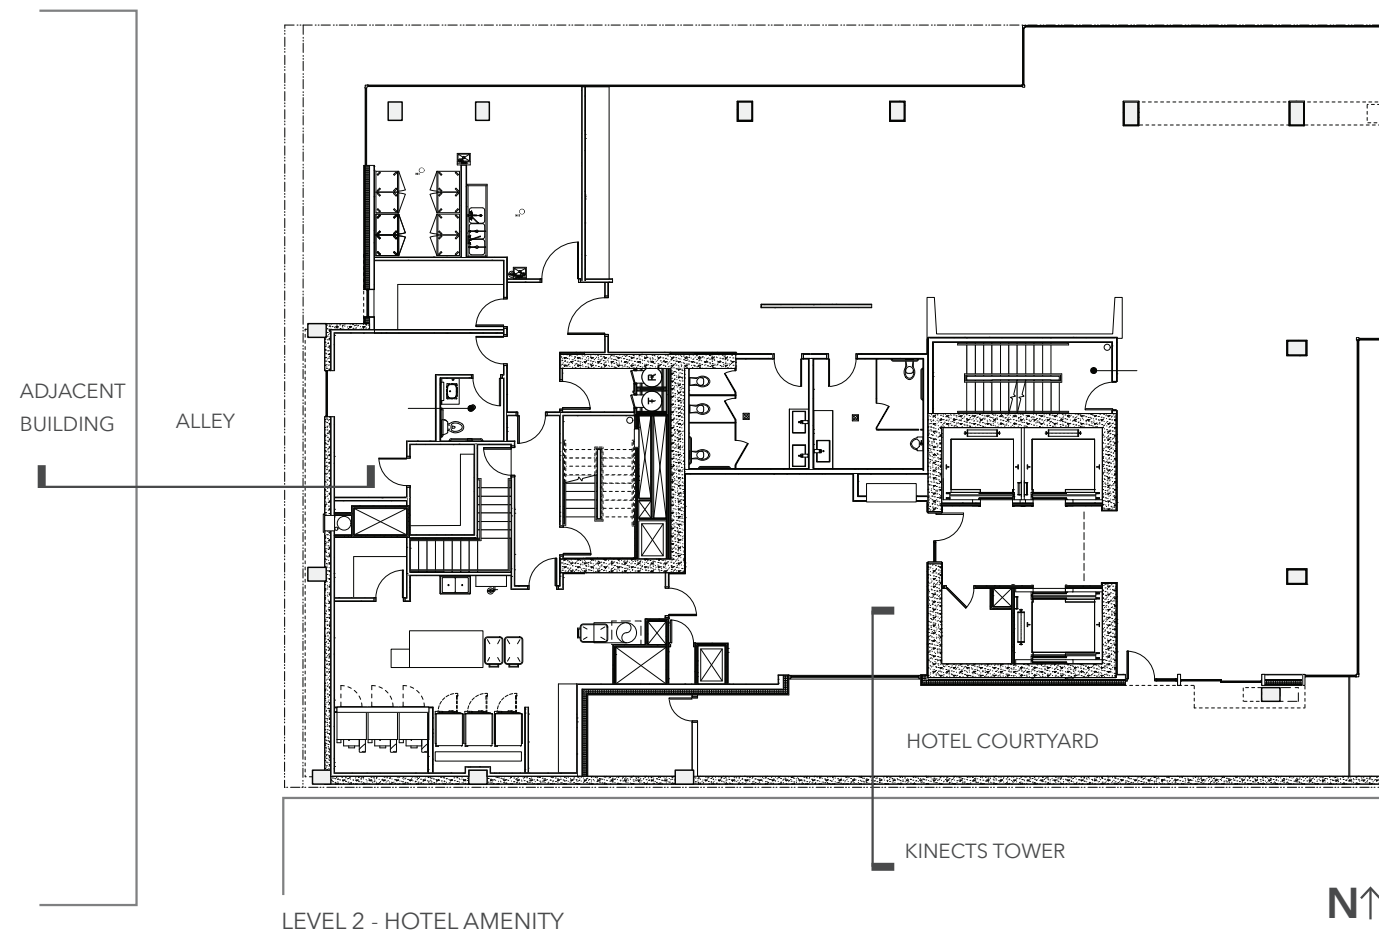 R
T
ADJACENT
BUILDING
ALLEY
HOTEL COURTYARD
KINECTS TOWER
N↑
LEVEL 2 - HOTEL AMENITY